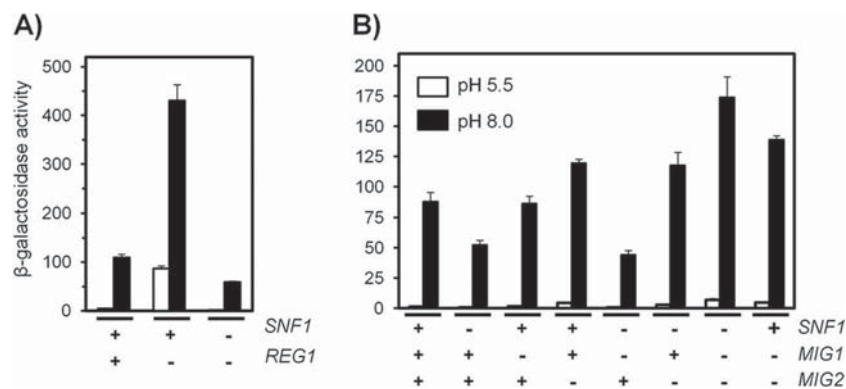 A)
B)
β-galactosidase activity
500
400
300
200
100
0
+ + - SNF1
+ - - REG1
200
175
150
125
100
75
50
25
0
pH 5.5
pH 8.0
+ - + + - - - + SNF1
+ + - + - + - - MIG1
+ + + - + - - - MIG2